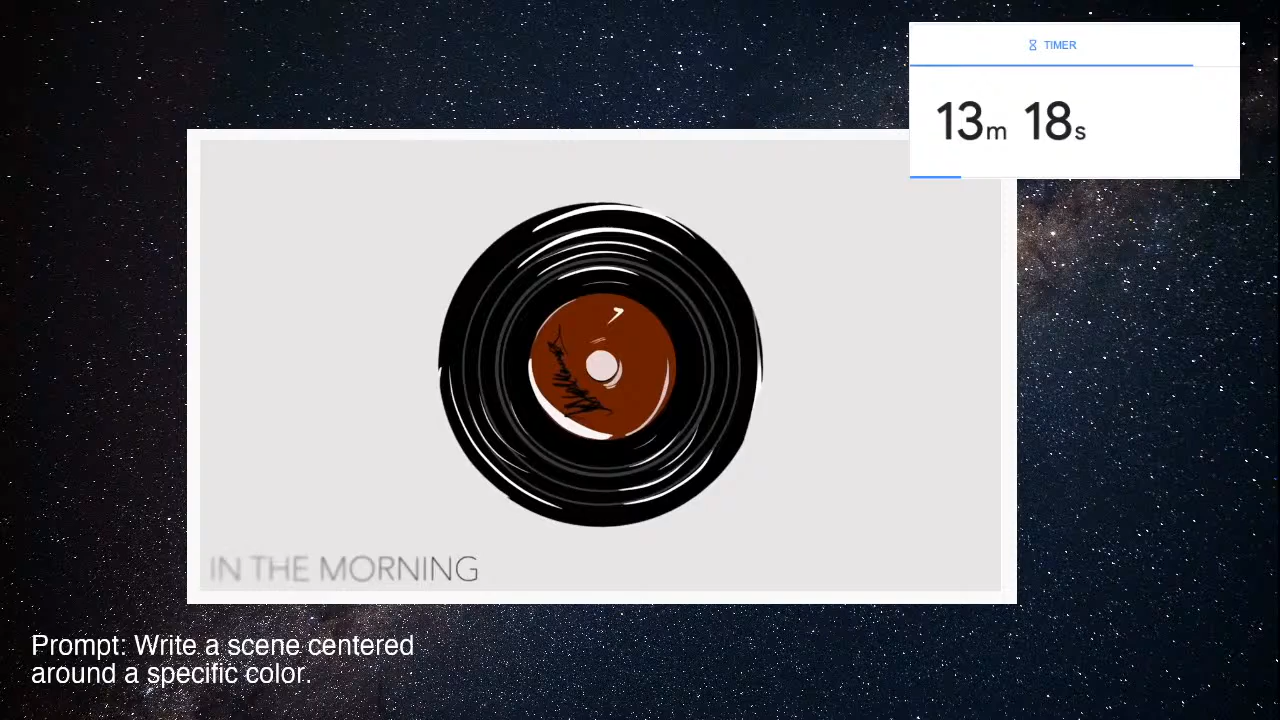 TIMER
13m 18s
IN THE MORNING
Prompt: Write a scene centered
around a specific color.